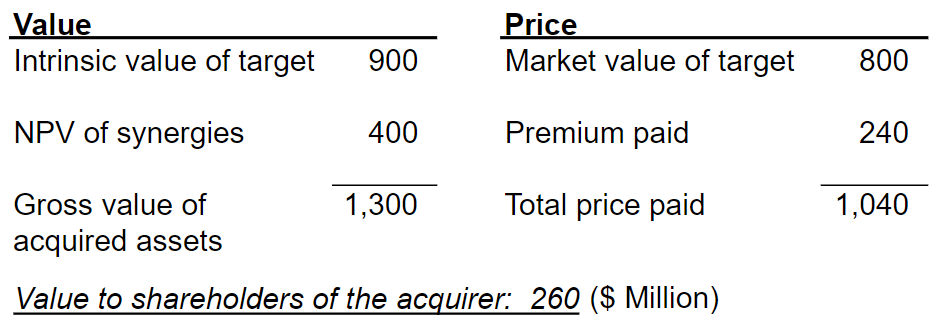 Value Price
Intrinsic value of target 900 Market value of target 800
NPV of synergies 400 Premium paid 240
Gross value of 1,300 Total price paid 1,040
acquired assets
Value to shareholders of the acquirer: 260 ($ Million)